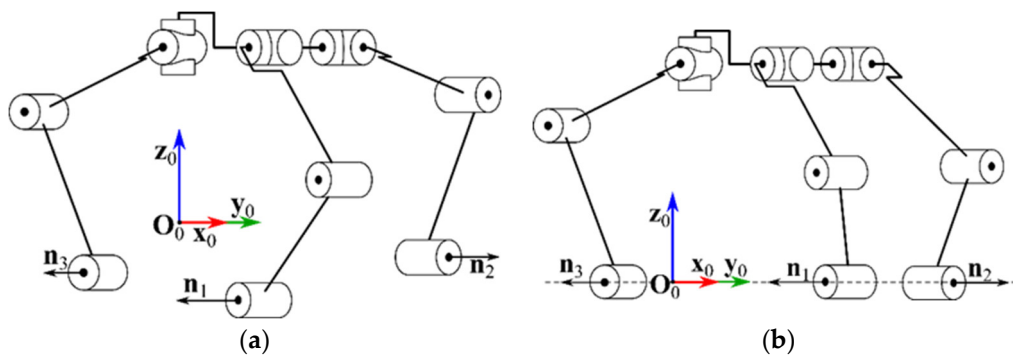 z₀
y₀
O₀
x₀
n₃
n₁
n₂
(a)
z₀
x₀
y₀
n₃
O₀
n₁
n₂
(b)